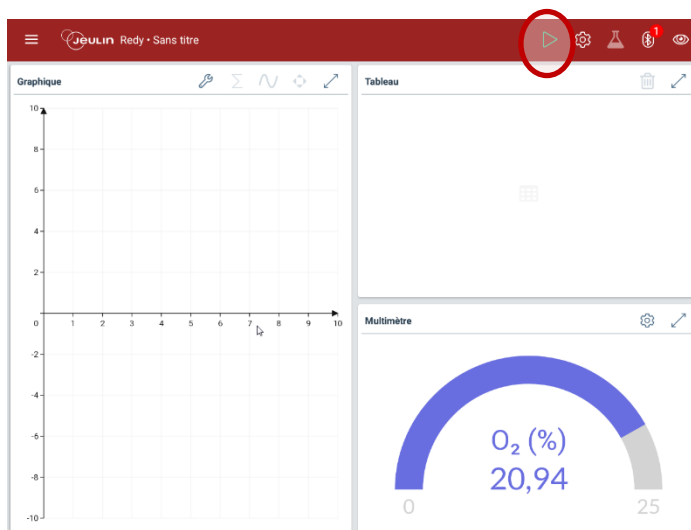 Jeulin Redy • Sans titre
1
Graphique
Tableau
10
8
6
4
2
0 1 2 3 4 5 6 7 8 9 10
-2
-4
-6
-8
-10
Multimètre
O₂ (%)
20,94
0 25